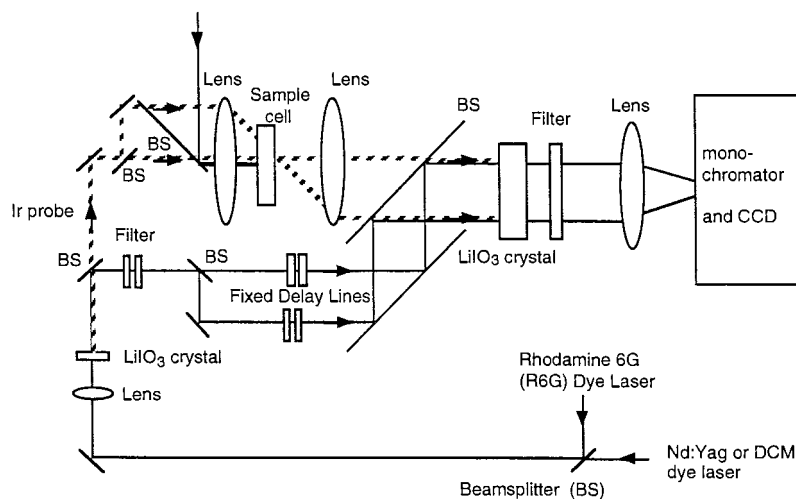 Lens
Sample
cell
Lens
BS
Filter
Lens
BS
BS
mono-
chromator
and CCD
Ir probe
Filter
BS
BS
Fixed Delay Lines
LiIO3 crystal
LiIO3 crystal
Lens
Rhodamine 6G
(R6G) Dye Laser
Nd:Yag or DCM
dye laser
Beamsplitter (BS)